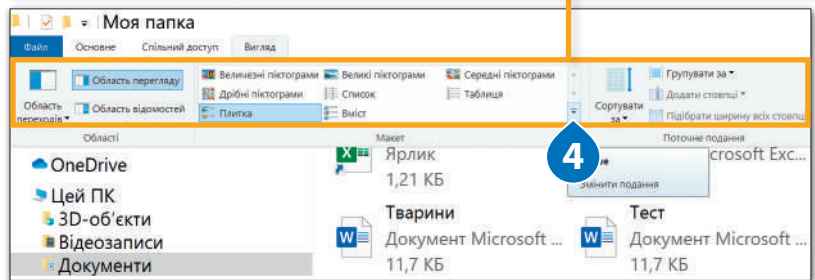 Моя папка
Файл Основне Спільний доступ Вигляд
Область переходів
Область перегляду
Область відомостей
Величезні піктограми Великі піктограми Середні піктограми
Дрібні піктограми Список Таблиця
Плитка Вміст
Сортувати за
Групувати за
Додати стовпці
Підібрати ширину всіх
Області Макет Поточне подання
4
Змінити подання
OneDrive
Цей ПК
3D-об'єкти
Відеозаписи
Документи
Ярлик
1,21 КБ
Тварини
Документ Microsoft ...
11,7 КБ
Тест
Документ Microsoft ...
11,7 КБ